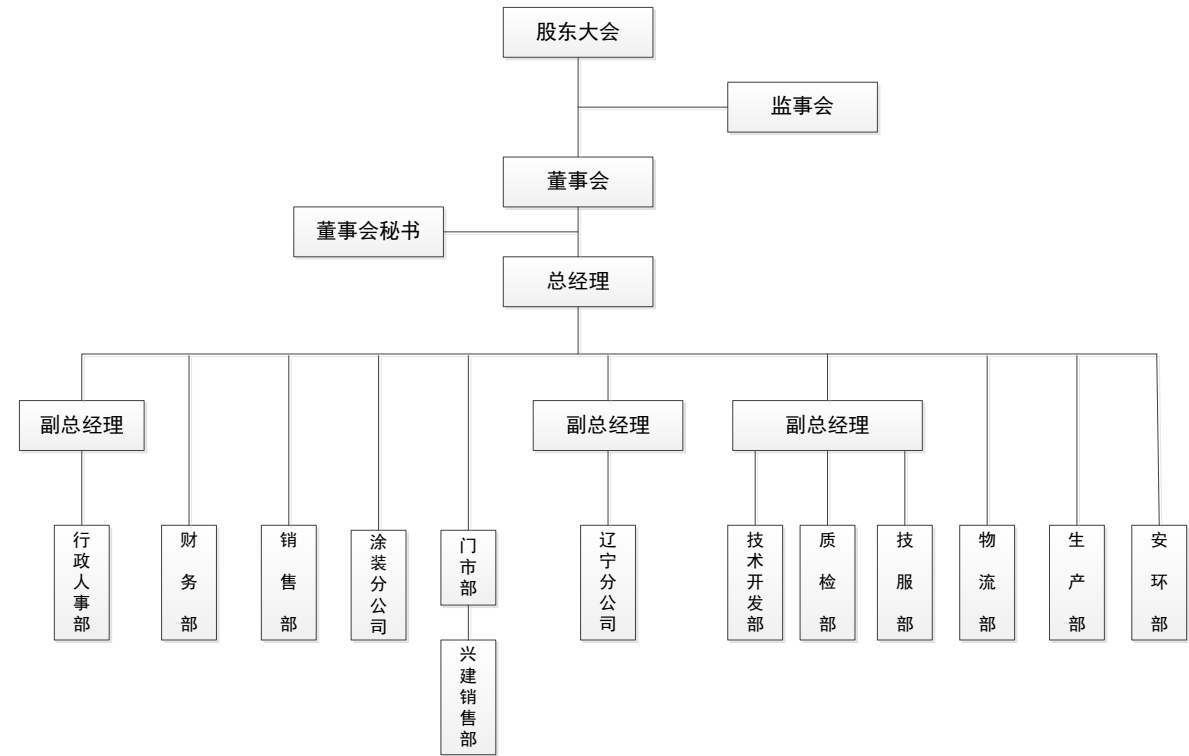 股东大会
监事会
董事会
董事会秘书
总经理
副总经理
副总经理
副总经理
行政人事部
财务部
销售部
涂装分公司
门市部
辽宁分公司
技术开发部
质检部
技服部
物流部
生产部
安环部
兴建销售部